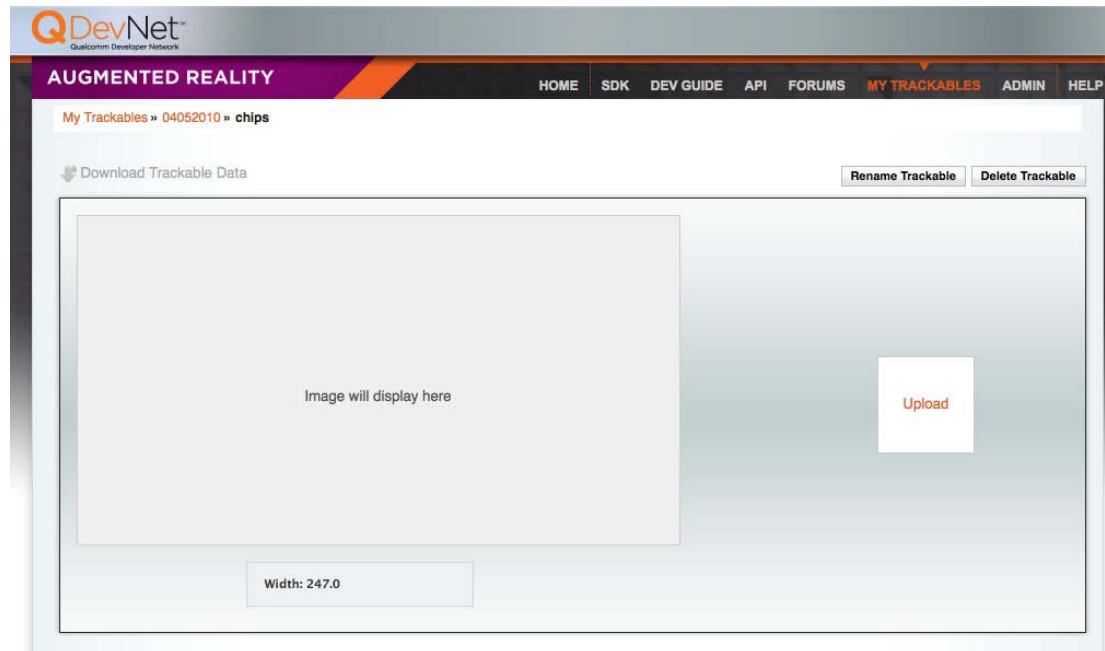 QDevNet℠
Qualcomm Developer Network
AUGMENTED REALITY
HOME SDK DEV GUIDE API FORUMS MY TRACKABLES ADMIN HELP
My Trackables » 04052010 » chips
Download Trackable Data
Rename Trackable Delete Trackable
Image will display here
Upload
Width: 247.0